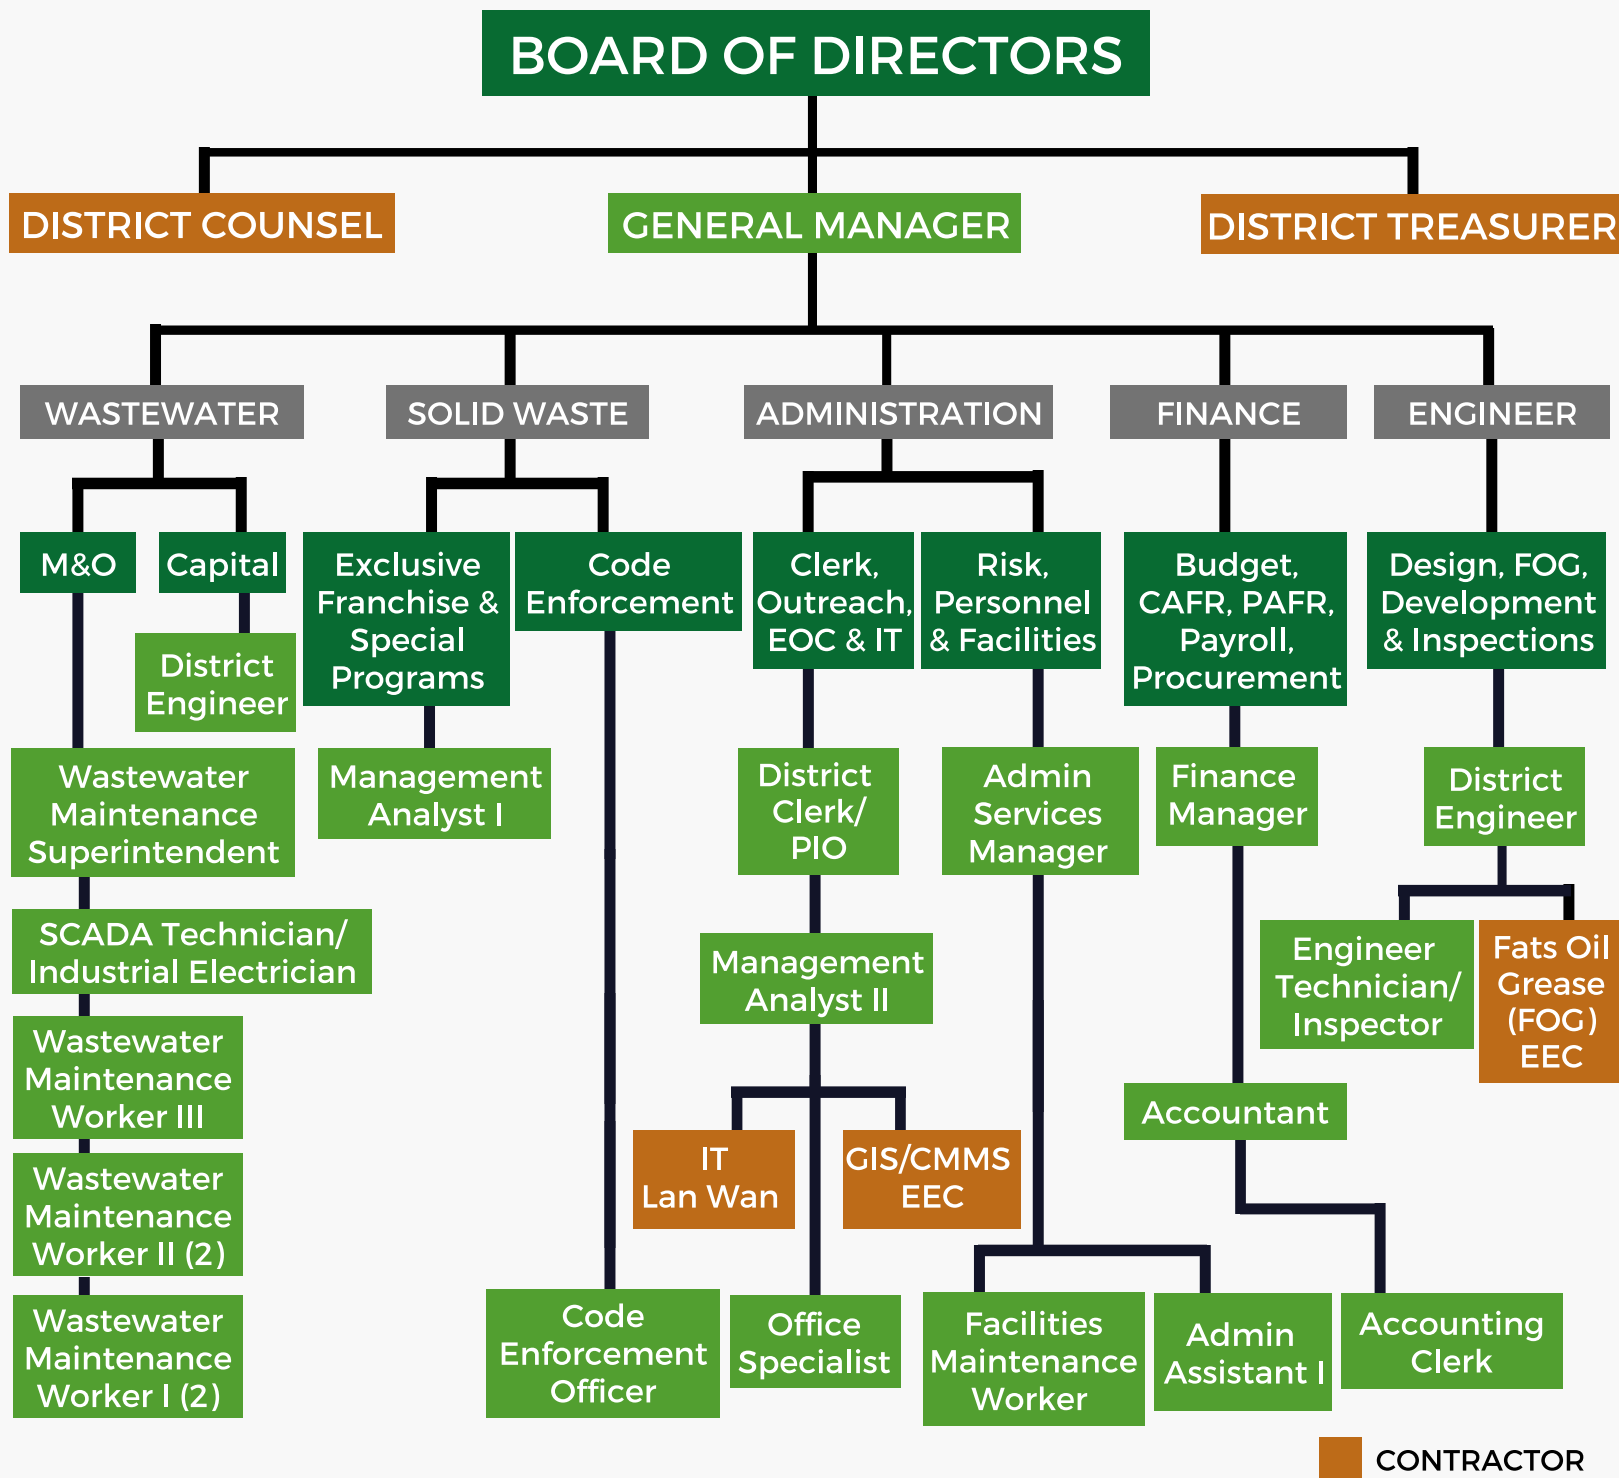 BOARD OF DIRECTORS
DISTRICT COUNSEL
GENERAL MANAGER
DISTRICT TREASURER
WASTEWATER
SOLID WASTE
ADMINISTRATION
FINANCE
ENGINEER
M&O
Capital
Exclusive
Franchise &
Special
Programs
Code
Enforcement
Clerk,
Outreach,
EOC & IT
Risk,
Personnel
& Facilities
Budget,
CAFR, PAFR,
Payroll,
Procurement
Design, FOG,
Development
& Inspections
District
Engineer
Wastewater
Maintenance
Superintendent
Management
Analyst I
District
Clerk/
PIO
Admin
Services
Manager
Finance
Manager
District
Engineer
SCADA Technician/
Industrial Electrician
Management
Analyst II
Engineer
Technician/
Inspector
Fats Oil
Grease
(FOG)
EEC
Wastewater
Maintenance
Worker III
Accountant
IT
Lan Wan
GIS/CMMS
EEC
Wastewater
Maintenance
Worker II (2)
Wastewater
Maintenance
Worker I (2)
Code
Enforcement
Officer
Office
Specialist
Facilities
Maintenance
Worker
Admin
Assistant I
Accounting
Clerk
CONTRACTOR